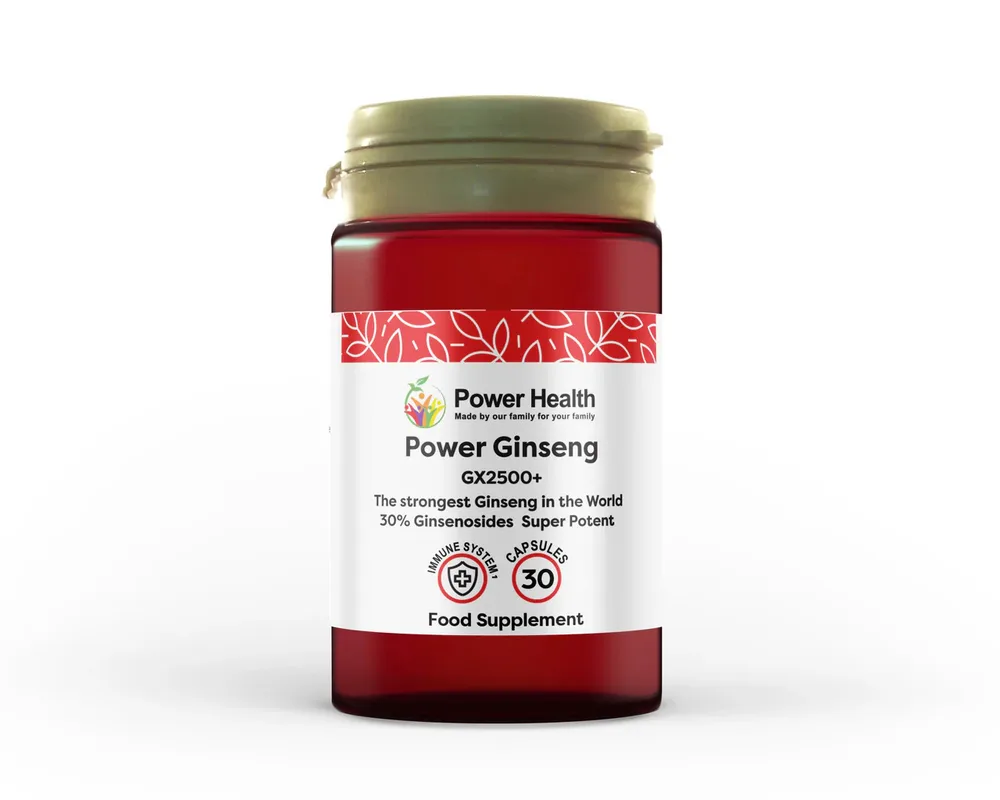 Power Health
Made by our family for your family
Power Ginseng
GX2500+
The strongest Ginseng in the World
30% Ginsenosides Super Potent
IMMUNE SYSTEM¹
CAPSULES
30
Food Supplement